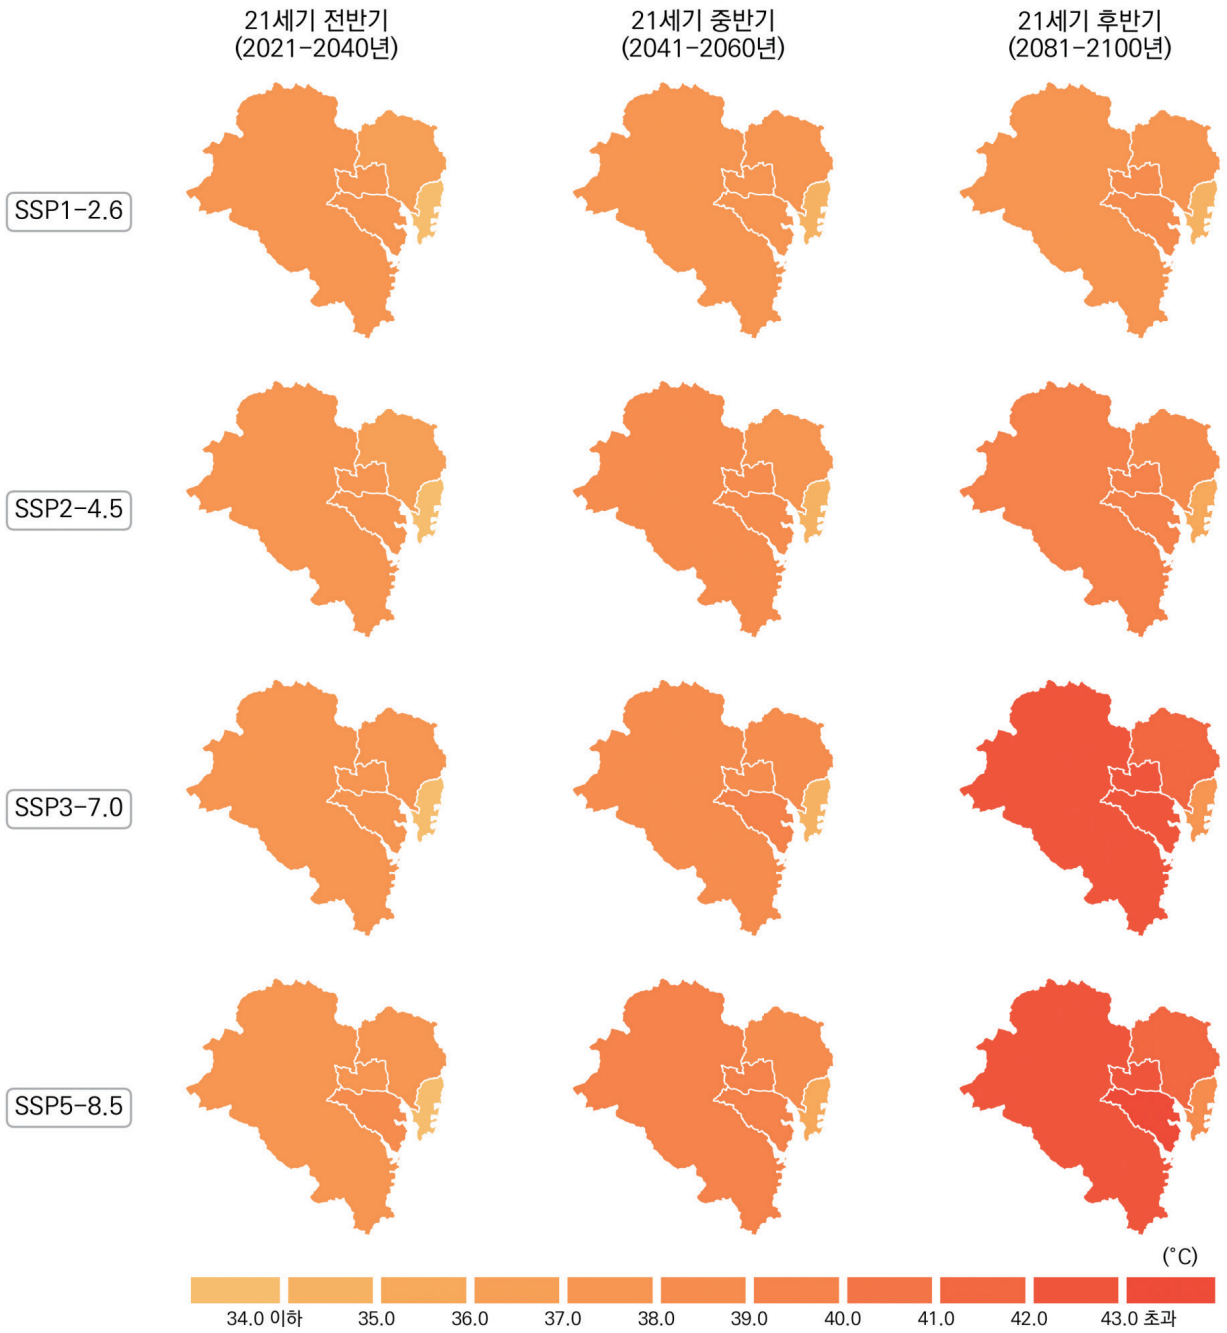 21세기 전반기
(2021-2040년)
21세기 중반기
(2041-2060년)
21세기 후반기
(2081-2100년)
SSP1-2.6
SSP2-4.5
SSP3-7.0
SSP5-8.5
(°C)
34.0 이하 35.0 36.0 37.0 38.0 39.0 40.0 41.0 42.0 43.0 초과